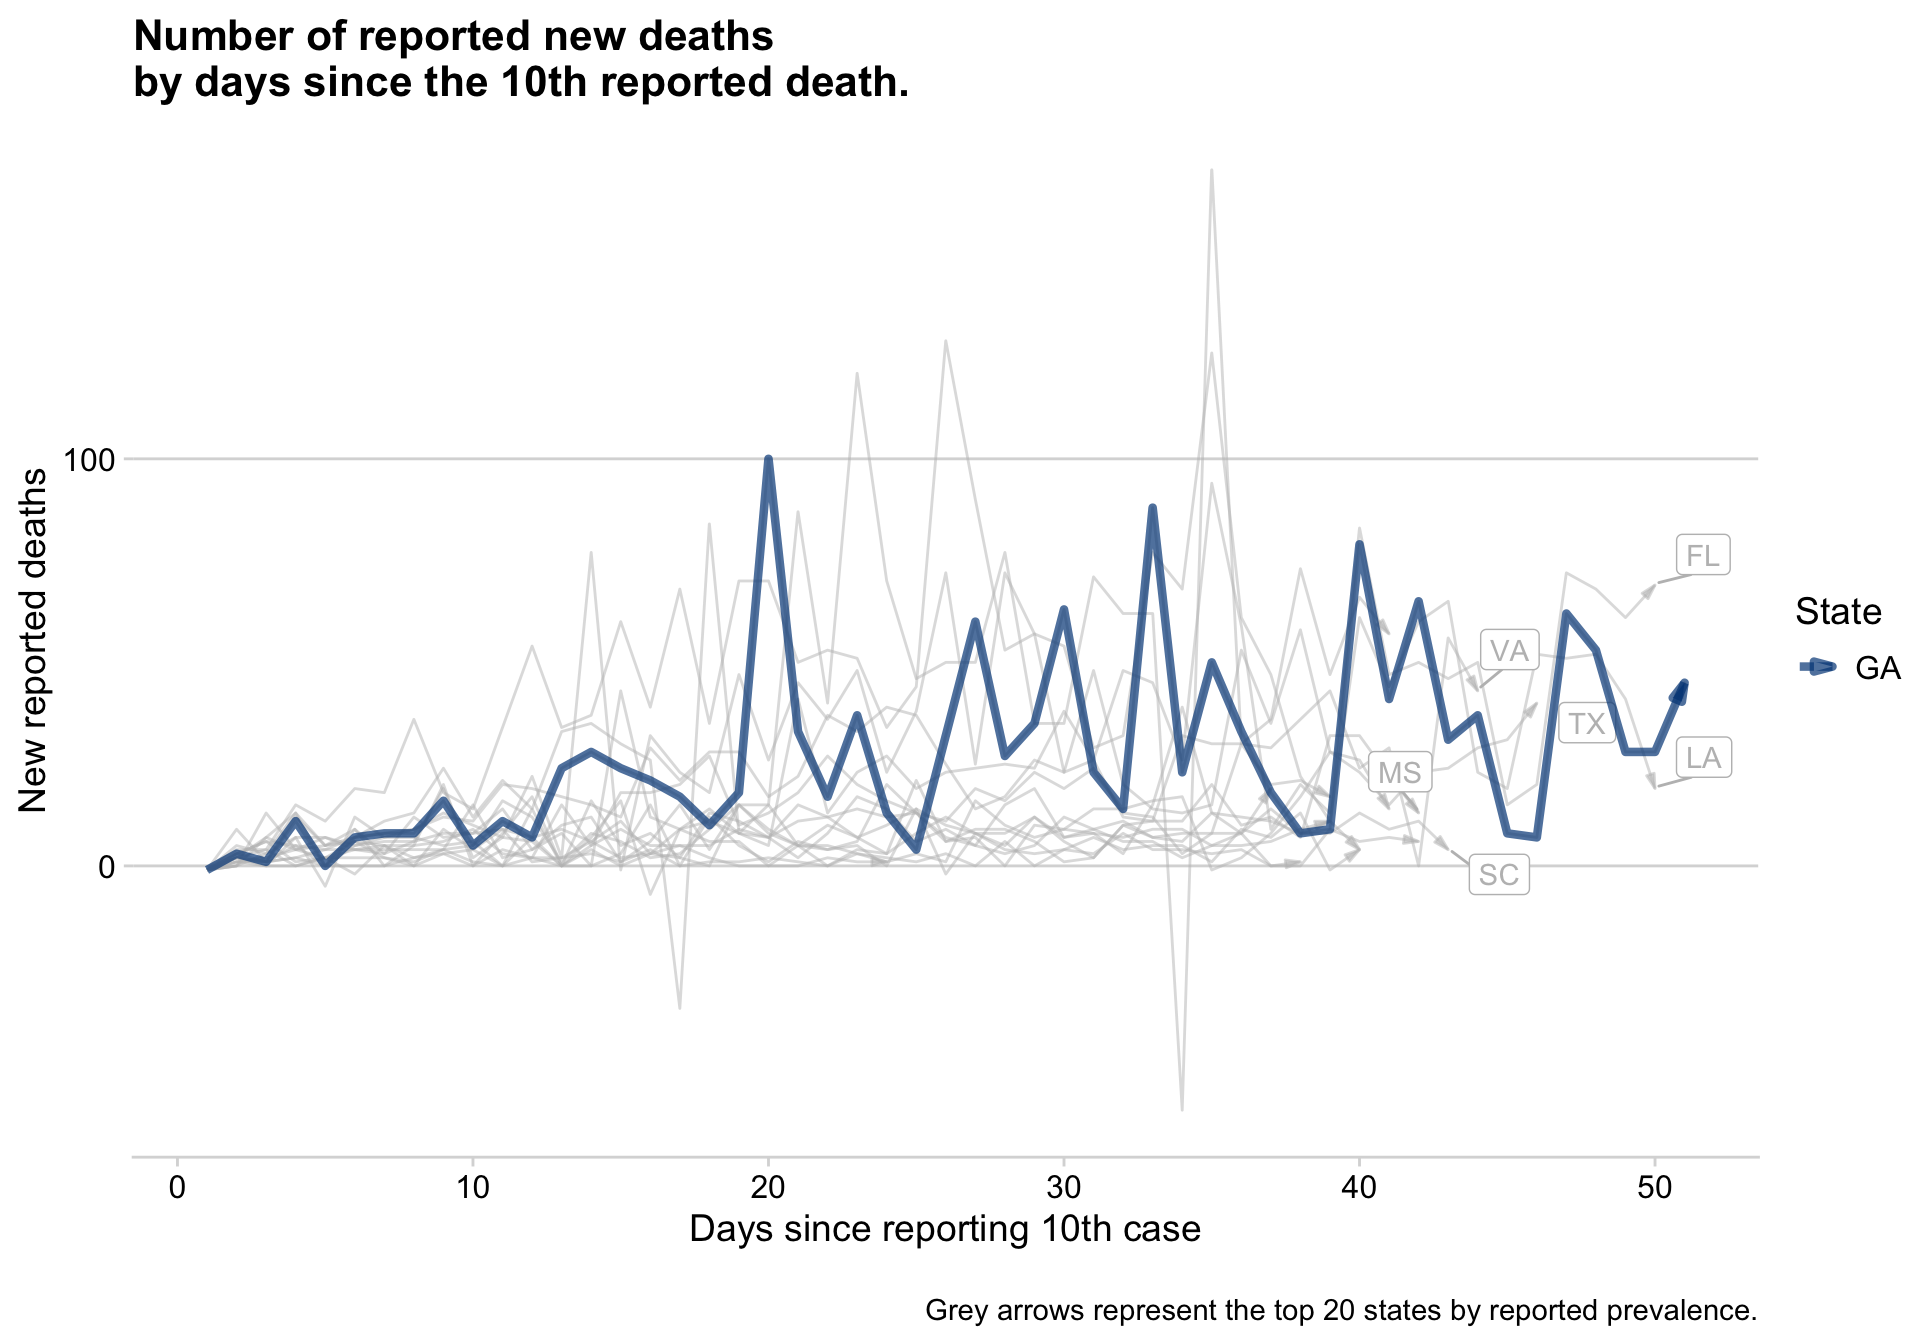 Number of reported new deaths
by days since the 10th reported death.
New reported deaths
100
0
FL
VA
TX
LA
MS
SC
State
GA
0 10 20 30 40 50
Days since reporting 10th case
Grey arrows represent the top 20 states by reported prevalence.